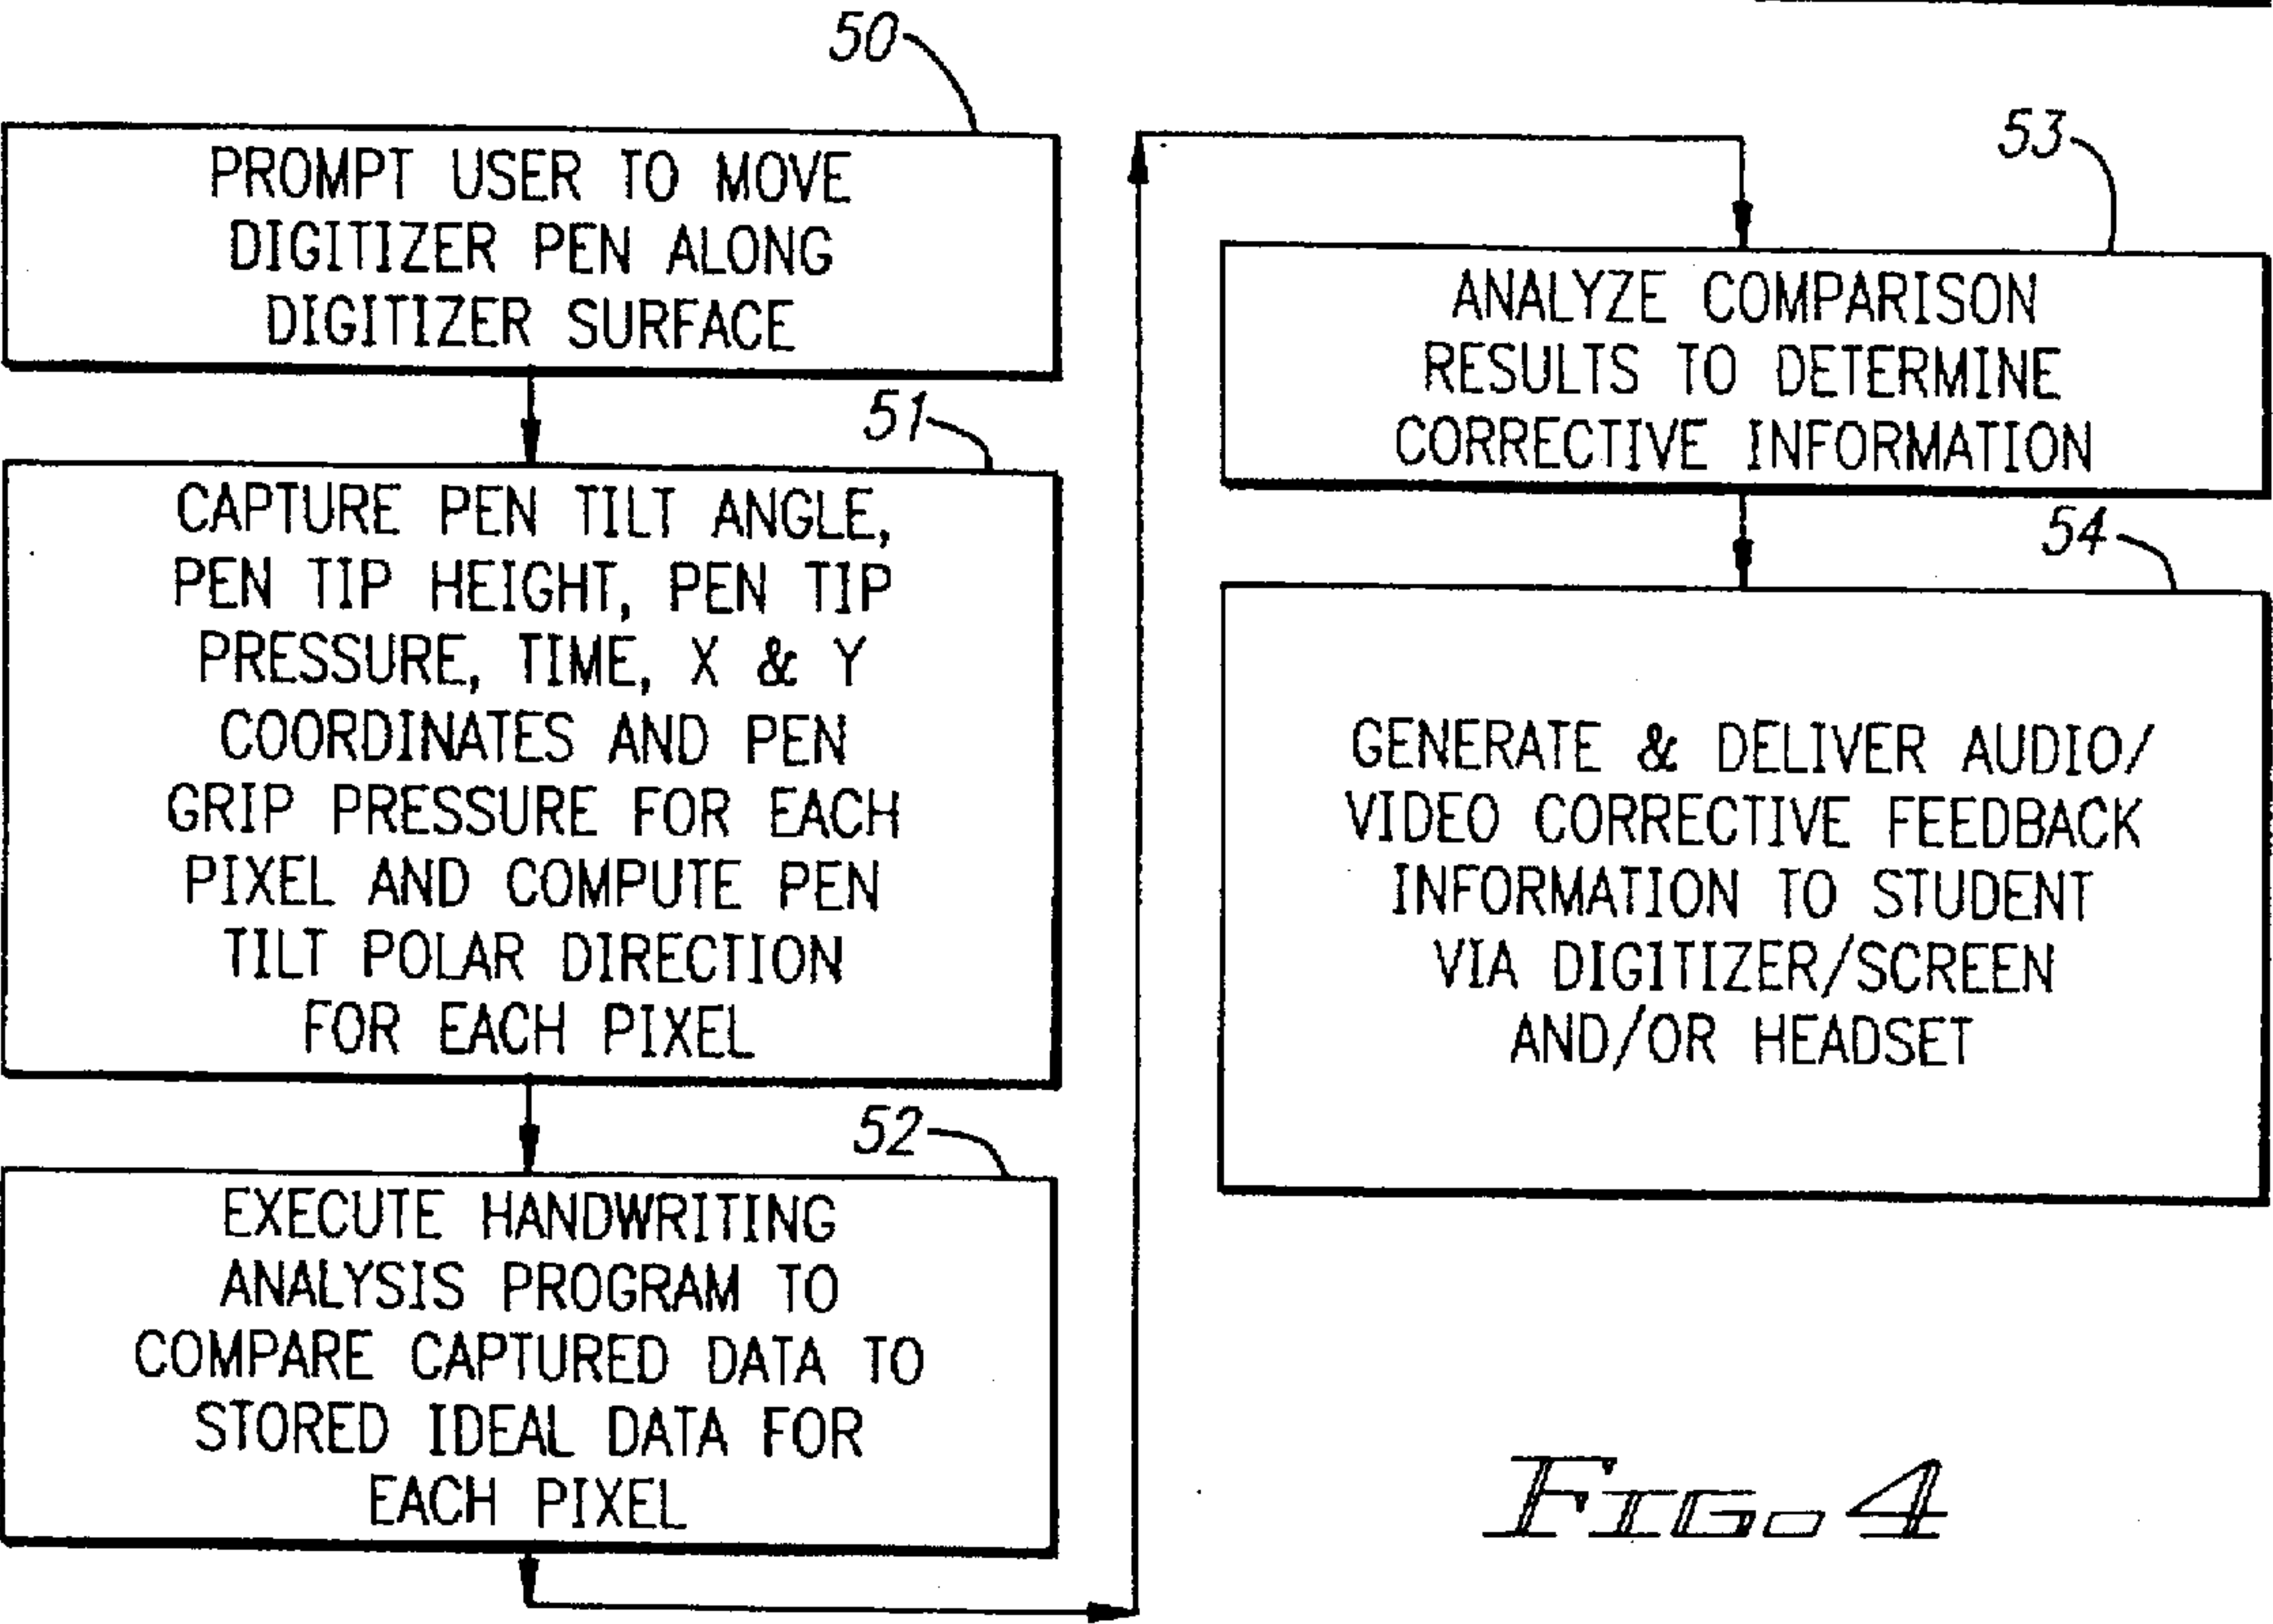 50
PROMPT USER TO MOVE
DIGITIZER PEN ALONG
DIGITIZER SURFACE
51
CAPTURE PEN TILT ANGLE,
PEN TIP HEIGHT, PEN TIP
PRESSURE, TIME, X & Y
COORDINATES AND PEN
GRIP PRESSURE FOR EACH
PIXEL AND COMPUTE PEN
TILT POLAR DIRECTION
FOR EACH PIXEL
52
EXECUTE HANDWRITING
ANALYSIS PROGRAM TO
COMPARE CAPTURED DATA TO
STORED IDEAL DATA FOR
EACH PIXEL
53
ANALYZE COMPARISON
RESULTS TO DETERMINE
CORRECTIVE INFORMATION
54
GENERATE & DELIVER AUDIO/
VIDEO CORRECTIVE FEEDBACK
INFORMATION TO STUDENT
VIA DIGITIZER/SCREEN
AND/OR HEADSET
FIG. 4